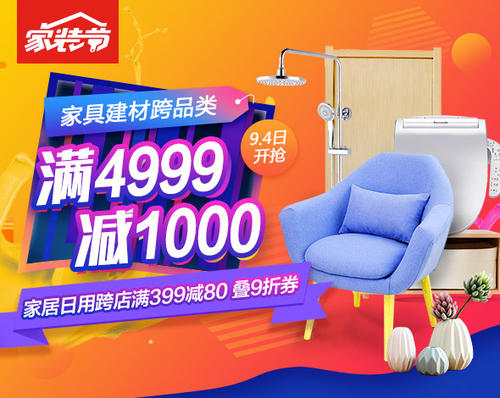 家装节
家具建材跨品类
9.4日
开抢
满4999
减1000
家居日用跨店满399减80 叠9折券
Panasonic